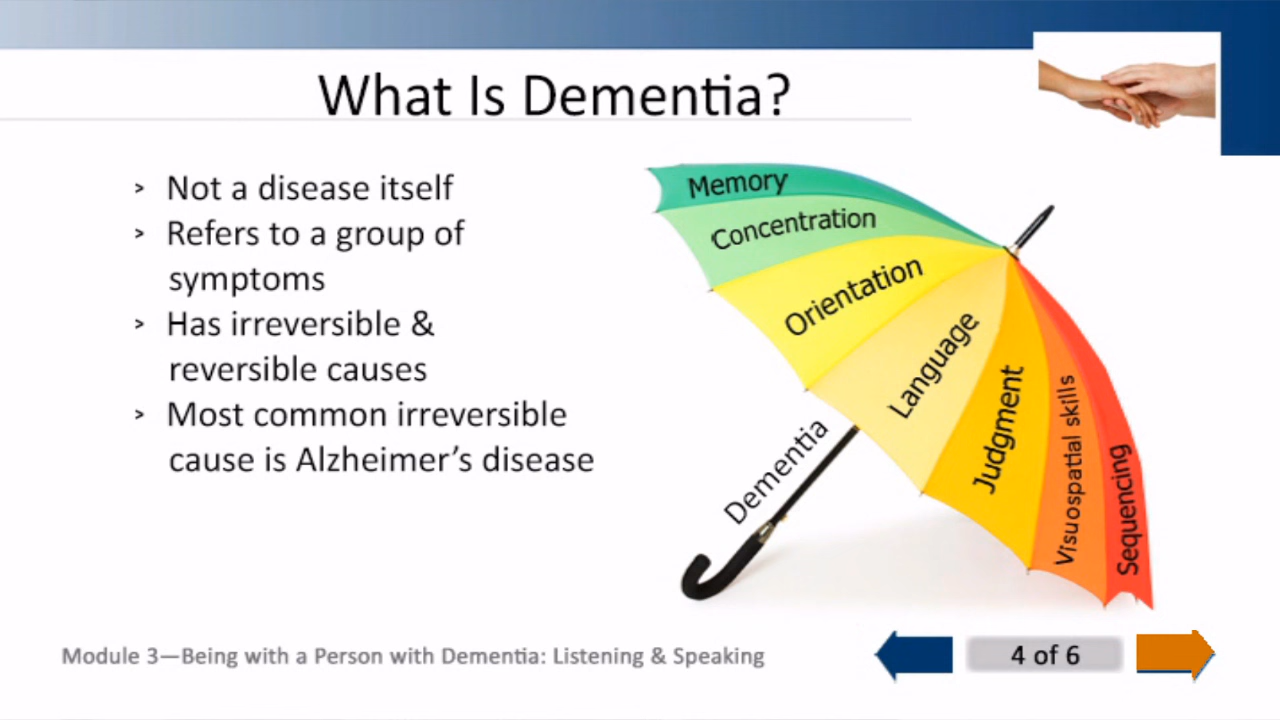 What Is Dementia?
> Not a disease itself
> Refers to a group of
symptoms
> Has irreversible &
reversible causes
> Most common irreversible
cause is Alzheimer’s disease
Memory
Concentration
Orientation
Language
Judgment
Visuospatial skills
Sequencing
Dementia
Module 3—Being with a Person with Dementia: Listening & Speaking
4 of 6